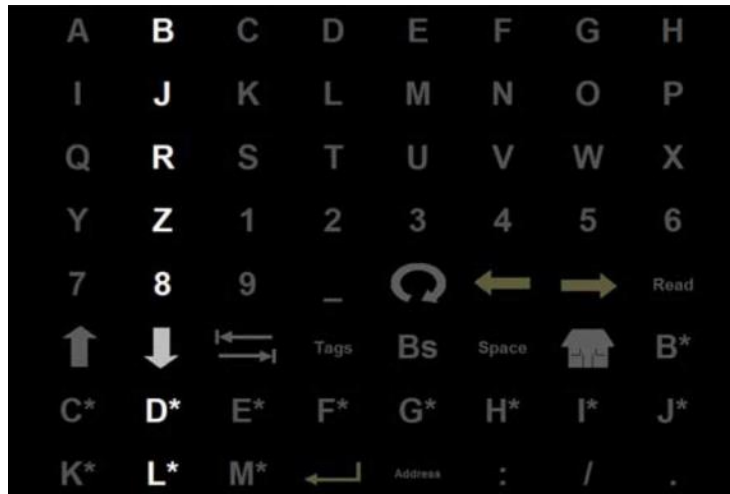 A B C D E F G H
I J K L M N O P
Q R S T U V W X
Y Z 1 2 3 4 5 6
7 8 9 _ Read
Tags Bs Space B*
C* D* E* F* G* H* I* J*
K* L* M* Address : / .